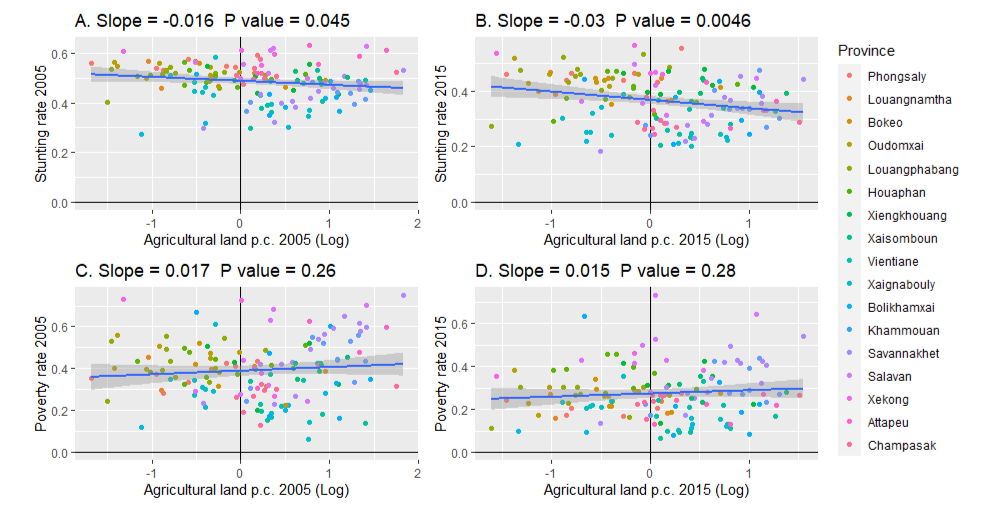 A. Slope = -0.016 P value = 0.045
Stunting rate 2005
0.6
0.4
0.2
0.0
-1
0
1
2
Agricultural land p.c. 2005 (Log)
B. Slope = -0.03 P value = 0.0046
Stunting rate 2015
0.4
0.2
0.0
-1
0
1
Agricultural land p.c. 2015 (Log)
C. Slope = 0.017 P value = 0.26
Poverty rate 2005
0.6
0.4
0.2
0.0
-1
0
1
2
Agricultural land p.c. 2005 (Log)
D. Slope = 0.015 P value = 0.28
Poverty rate 2015
0.6
0.4
0.2
0.0
-1
0
1
Agricultural land p.c. 2015 (Log)
Province
Phongsaly
Louangnamtha
Bokeo
Oudomxai
Louangphabang
Houaphan
Xiengkhouang
Xaisomboun
Vientiane
Xaignabouly
Bolikhamxai
Khammouan
Savannakhet
Salavan
Xekong
Attapeu
Champasak